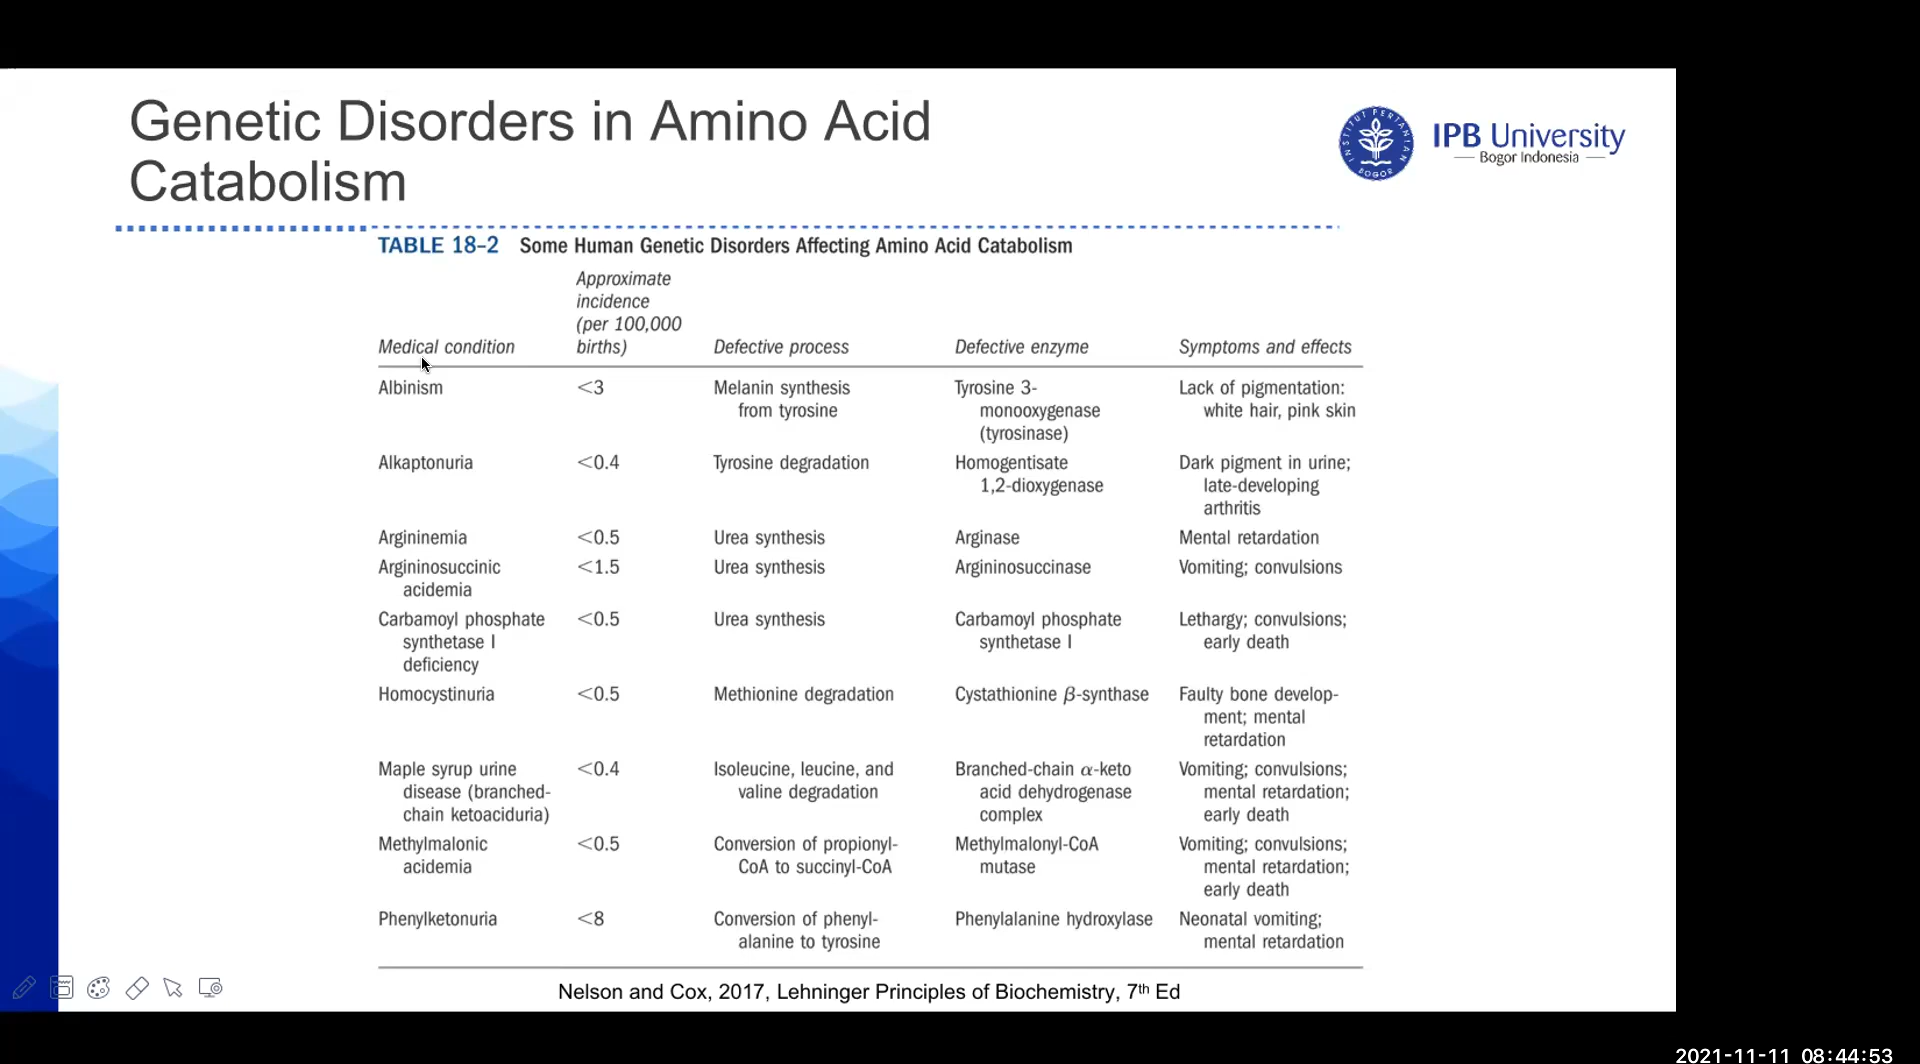 Genetic Disorders in Amino Acid
Catabolism
INSTITUT PERTANIAN
BOGOR
IPB University
Bogor Indonesia
TABLE 18–2 Some Human Genetic Disorders Affecting Amino Acid Catabolism
Approximate
incidence
(per 100,000
Medical condition births) Defective process Defective enzyme Symptoms and effects
Albinism <3 Melanin synthesis Tyrosine 3- Lack of pigmentation:
from tyrosine monooxygenase white hair, pink skin
(tyrosinase)
Alkaptonuria <0.4 Tyrosine degradation Homogentisate Dark pigment in urine;
1,2-dioxygenase late-developing
arthritis
Argininemia <0.5 Urea synthesis Arginase Mental retardation
Argininosuccinic <1.5 Urea synthesis Argininosuccinase Vomiting; convulsions
acidemia
Carbamoyl phosphate <0.5 Urea synthesis Carbamoyl phosphate Lethargy; convulsions;
synthetase I synthetase I early death
deficiency
Homocystinuria <0.5 Methionine degradation Cystathionine β-synthase Faulty bone develop-
ment; mental
retardation
Maple syrup urine <0.4 Isoleucine, leucine, and Branched-chain α-keto Vomiting; convulsions;
disease (branched- valine degradation acid dehydrogenase mental retardation;
chain ketoaciduria) complex early death
Methylmalonic <0.5 Conversion of propionyl- Methylmalonyl-CoA Vomiting; convulsions;
acidemia CoA to succinyl-CoA mutase mental retardation;
early death
Phenylketonuria <8 Conversion of phenyl- Phenylalanine hydroxylase Neonatal vomiting;
alanine to tyrosine mental retardation
Nelson and Cox, 2017, Lehninger Principles of Biochemistry, 7th Ed
2021-11-11 08:44:53